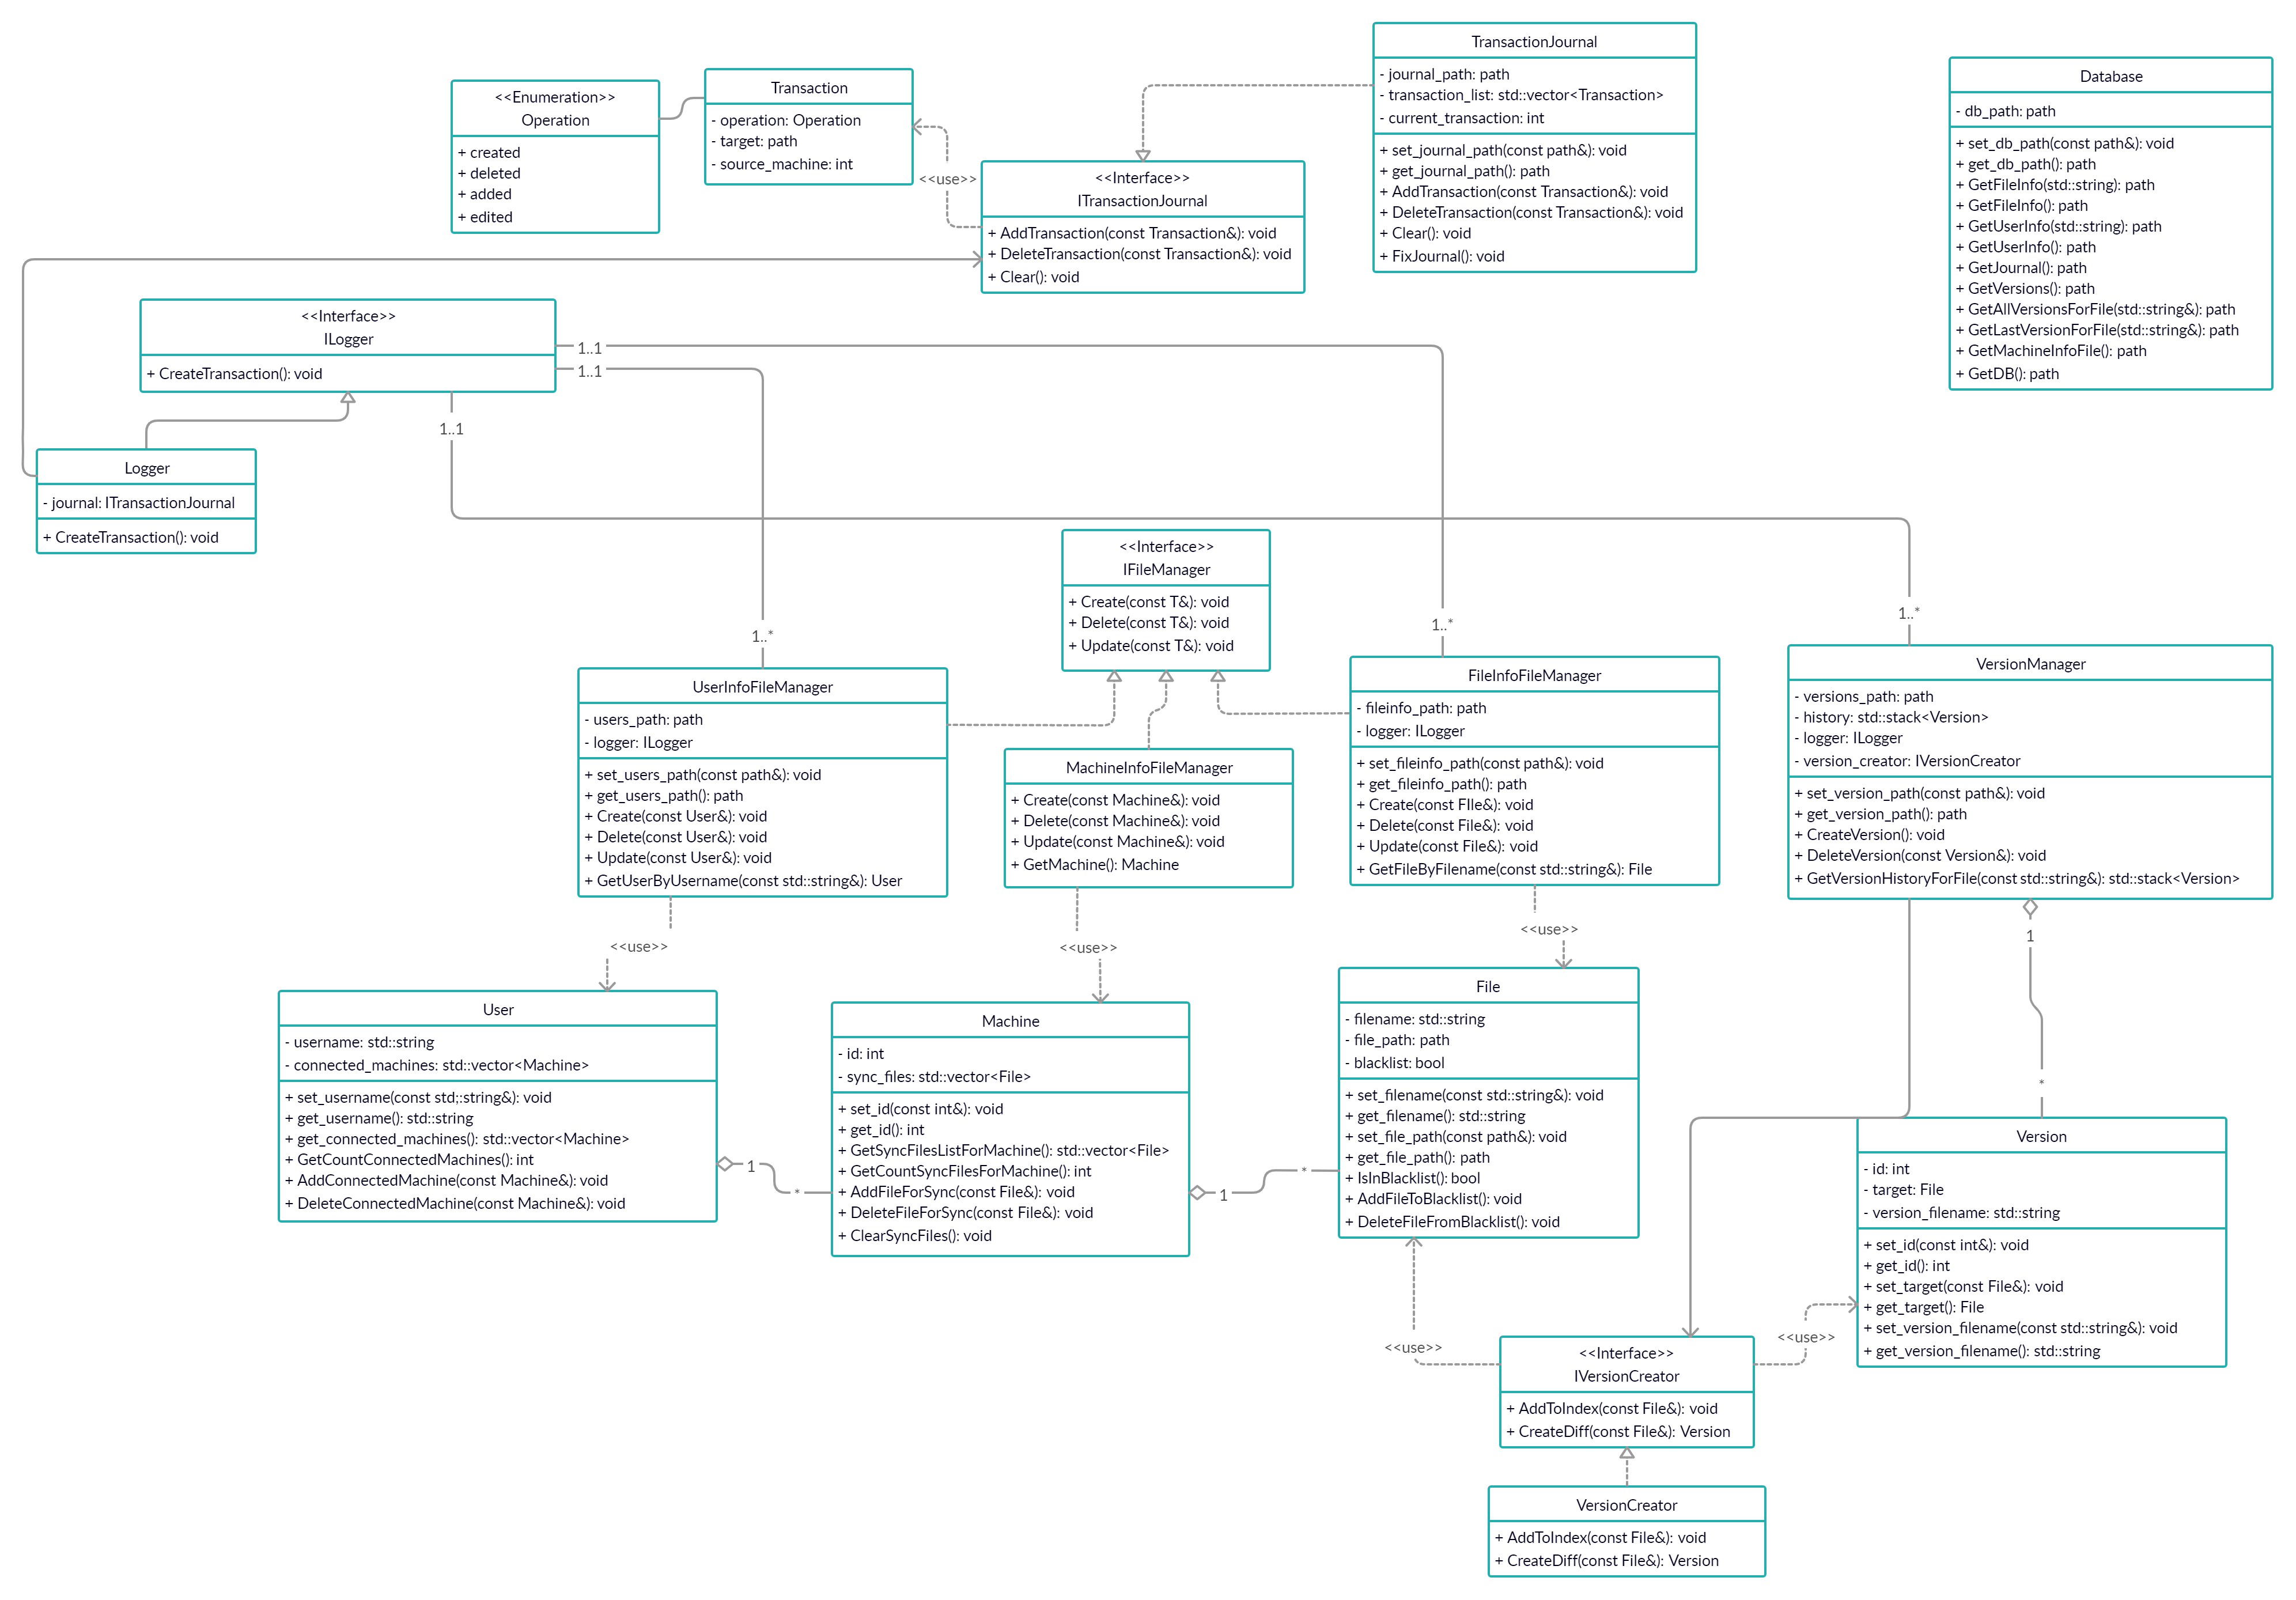 TransactionJournal
- journal_path: path
- transaction_list: std::vector<Transaction>
- current_transaction: int
+ set_journal_path(const path&): void
+ get_journal_path(): path
+ AddTransaction(const Transaction&): void
+ DeleteTransaction(const Transaction&): void
+ Clear(): void
+ FixJournal(): void
Database
- db_path: path
+ set_db_path(const path&): void
+ get_db_path(): path
+ GetFileInfo(std::string): path
+ GetFileInfo(): path
+ GetUserInfo(std::string): path
+ GetUserInfo(): path
+ GetJournal(): path
+ GetVersions(): path
+ GetAllVersionsForFile(std::string&): path
+ GetLastVersionForFile(std::string&): path
+ GetMachineInfoFile(): path
+ GetDB(): path
<<Enumeration>>
Operation
+ created
+ deleted
+ added
+ edited
Transaction
- operation: Operation
- target: path
- source_machine: int
<<use>>
<<Interface>>
ITransactionJournal
+ AddTransaction(const Transaction&): void
+ DeleteTransaction(const Transaction&): void
+ Clear(): void
<<Interface>>
ILogger
+ CreateTransaction(): void
1..1
1..1
1..1
Logger
- journal: ITransactionJournal
+ CreateTransaction(): void
<<Interface>>
IFileManager
+ Create(const T&): void
+ Delete(const T&): void
+ Update(const T&): void
1..*
1..*
1..*
UserInfoFileManager
- users_path: path
- logger: ILogger
+ set_users_path(const path&): void
+ get_users_path(): path
+ Create(const User&): void
+ Delete(const User&): void
+ Update(const User&): void
+ GetUserByUsername(const std::string&): User
MachineInfoFileManager
+ Create(const Machine&): void
+ Delete(const Machine&): void
+ Update(const Machine&): void
+ GetMachine(): Machine
FileInfoFileManager
- fileinfo_path: path
- logger: ILogger
+ set_fileinfo_path(const path&): void
+ get_fileinfo_path(): path
+ Create(const FIle&): void
+ Delete(const File&): void
+ Update(const File&): void
+ GetFileByFilename(const std::string&): File
VersionManager
- versions_path: path
- history: std::stack<Version>
- logger: ILogger
- version_creator: IVersionCreator
+ set_version_path(const path&): void
+ get_version_path(): path
+ CreateVersion(): void
+ DeleteVersion(const Version&): void
+ GetVersionHistoryForFile(const std::string&): std::stack<Version>
<<use>>
<<use>>
<<use>>
1
*
User
- username: std::string
- connected_machines: std::vector<Machine>
+ set_username(const std;:string&): void
+ get_username(): std::string
+ get_connected_machines(): std::vector<Machine>
+ GetCountConnectedMachines(): int
+ AddConnectedMachine(const Machine&): void
+ DeleteConnectedMachine(const Machine&): void
1
*
Machine
- id: int
- sync_files: std::vector<File>
+ set_id(const int&): void
+ get_id(): int
+ GetSyncFilesListForMachine(): std::vector<File>
+ GetCountSyncFilesForMachine(): int
+ AddFileForSync(const File&): void
+ DeleteFileForSync(const File&): void
+ ClearSyncFiles(): void
1
*
File
- filename: std::string
- file_path: path
- blacklist: bool
+ set_filename(const std::string&): void
+ get_filename(): std::string
+ set_file_path(const path&): void
+ get_file_path(): path
+ IsInBlacklist(): bool
+ AddFileToBlacklist(): void
+ DeleteFileFromBlacklist(): void
Version
- id: int
- target: File
- version_filename: std::string
+ set_id(const int&): void
+ get_id(): int
+ set_target(const File&): void
+ get_target(): File
+ set_version_filename(const std::string&): void
+ get_version_filename(): std::string
<<use>>
<<use>>
<<Interface>>
IVersionCreator
+ AddToIndex(const File&): void
+ CreateDiff(const File&): Version
VersionCreator
+ AddToIndex(const File&): void
+ CreateDiff(const File&): Version